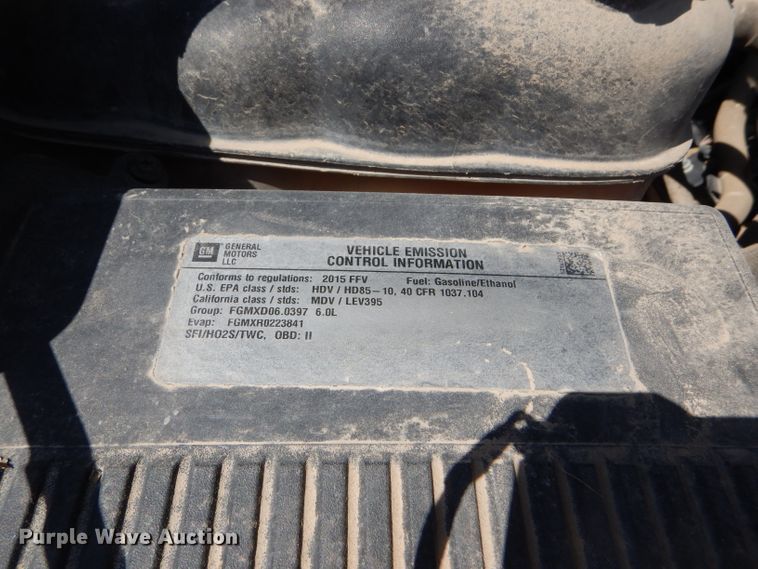 GM GENERAL MOTORS LLC
VEHICLE EMISSION
CONTROL INFORMATION
Conforms to regulations: 2015 FFV Fuel: Gasoline/Ethanol
U.S. EPA class / stds: HDV / HD85-10, 40 CFR 1037.104
California class / stds: MDV / LEV395
Group: FGMXD06.0397 6.0L
Evap: FGMXR0223841
SFI/HO2S/TWC, OBD: II
Purple Wave Auction